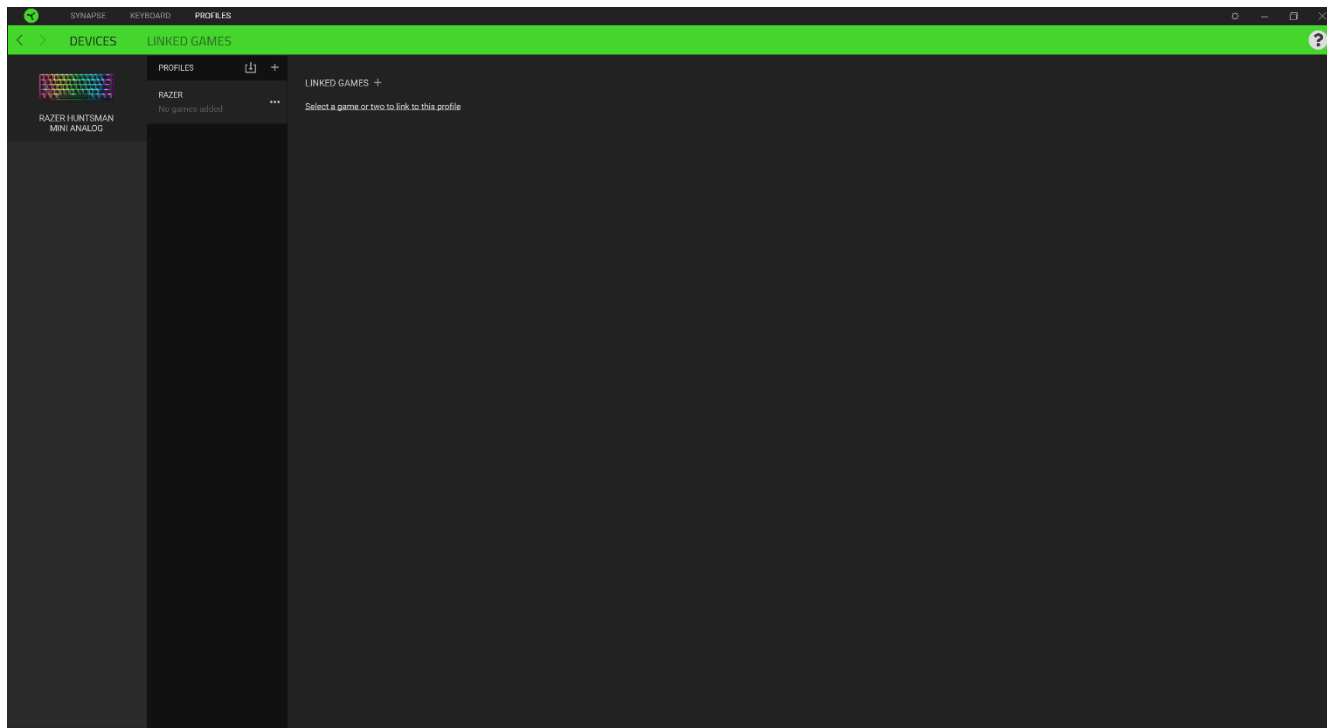 SYNAPSE KEYBOARD PROFILES
DEVICES LINKED GAMES
?
RAZER HUNTSMAN
MINI ANALOG
PROFILES
RAZER
No games added
LINKED GAMES +
Select a game or two to link to this profile